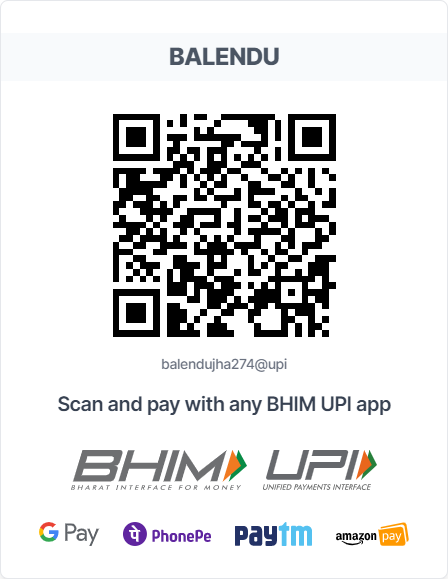 BALENDU
balendujha274@upi
Scan and pay with any BHIM UPI app
BHIM UPI
BHARAT INTERFACE FOR MONEY UNIFIED PAYMENTS INTERFACE
G Pay PhonePe paytm amazon pay